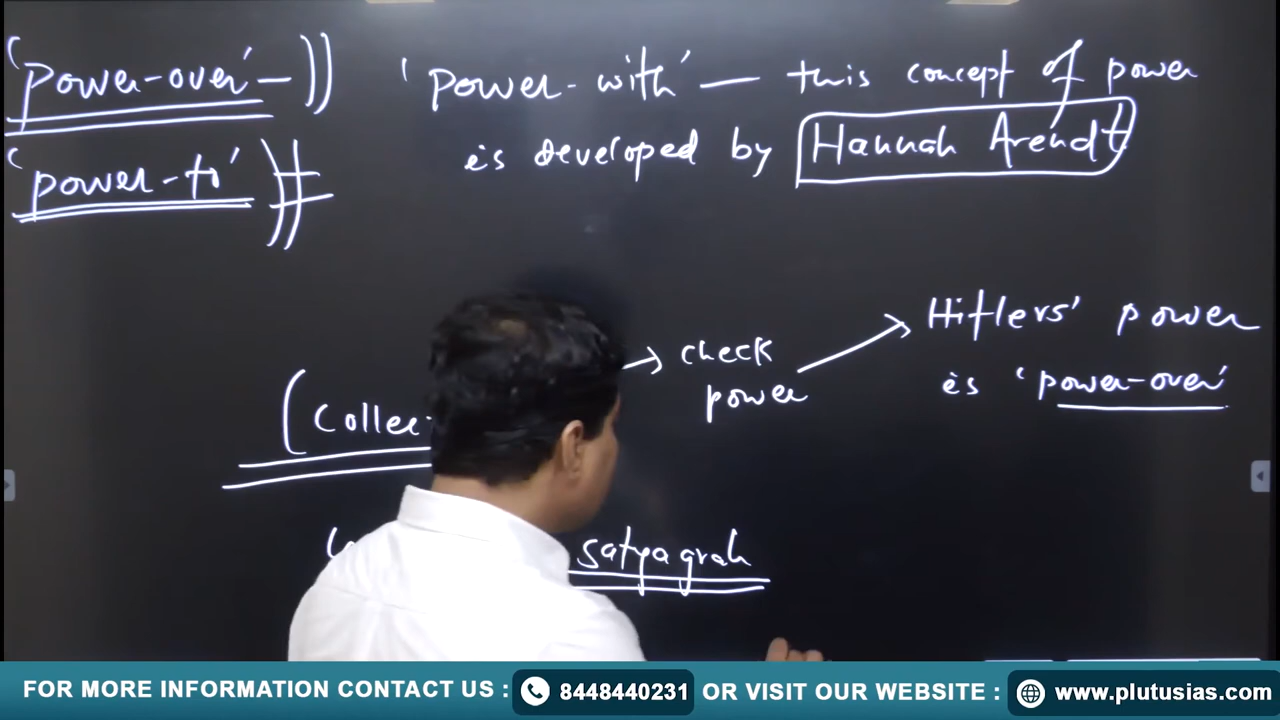 'power-over' –
'power-to'
'power-with' — this concept of power
is developed by Hannah Arendt
check
power
Hitlers' power
is 'power-over'
(Collec
satyagrah
FOR MORE INFORMATION CONTACT US : 8448440231 OR VISIT OUR WEBSITE : www.plutusias.com